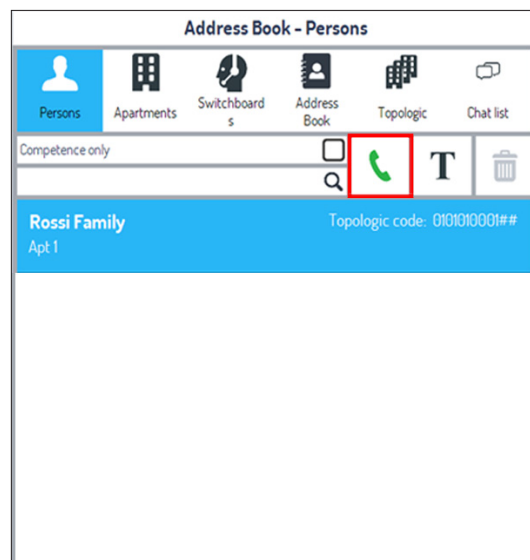 Address Book - Persons
Persons
Apartments
Switchboard
s
Address
Book
Topologic
Chat list
Competence only
T
Rossi Family
Topologic code: 0101010001##
Apt 1